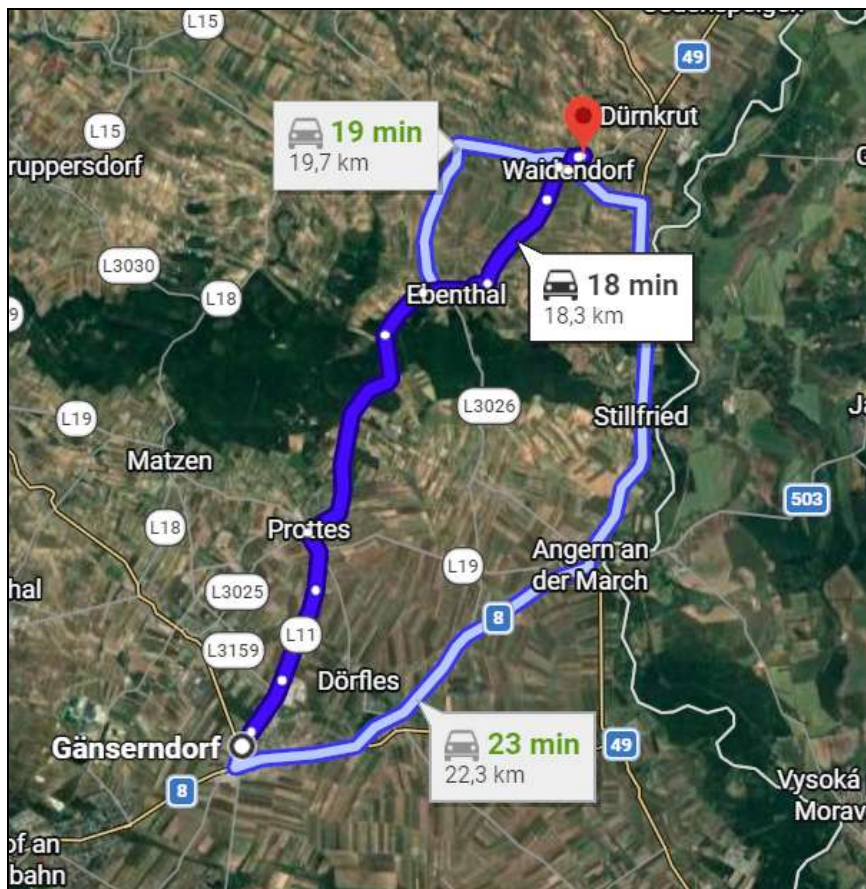 L15
49
19 min
19,7 km
Dürnkrut
L15
ruppersdorf
Waidendorf
L3030
L18
Ebenthal
18 min
18,3 km
L3026
L19
Stillfried
Matzen
503
L18
Prottes
Angern an
der March
L19
hal
L3025
8
L3159
L11
Dörfles
Gänserndorf
23 min
22,3 km
49
8
Vysoká
Morav
of an
bahn